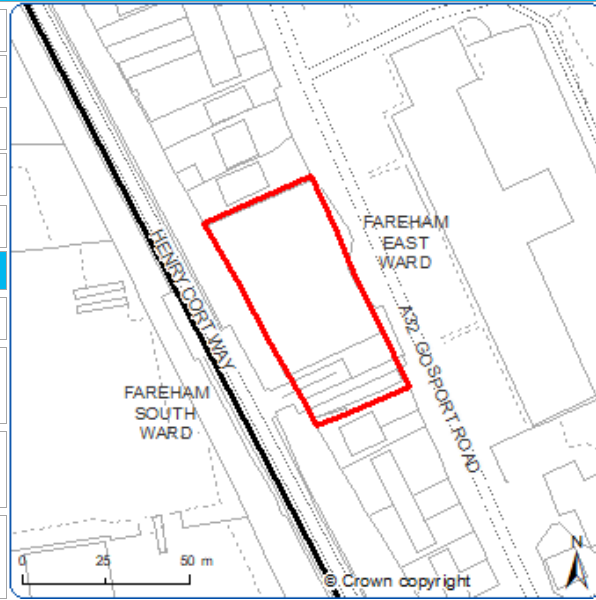 FAREHAM
EAST
WARD
HENRY CORT WAY
A32 GOSPORT ROAD
FAREHAM
SOUTH
WARD
0 25 50 m
N
© Crown copyright